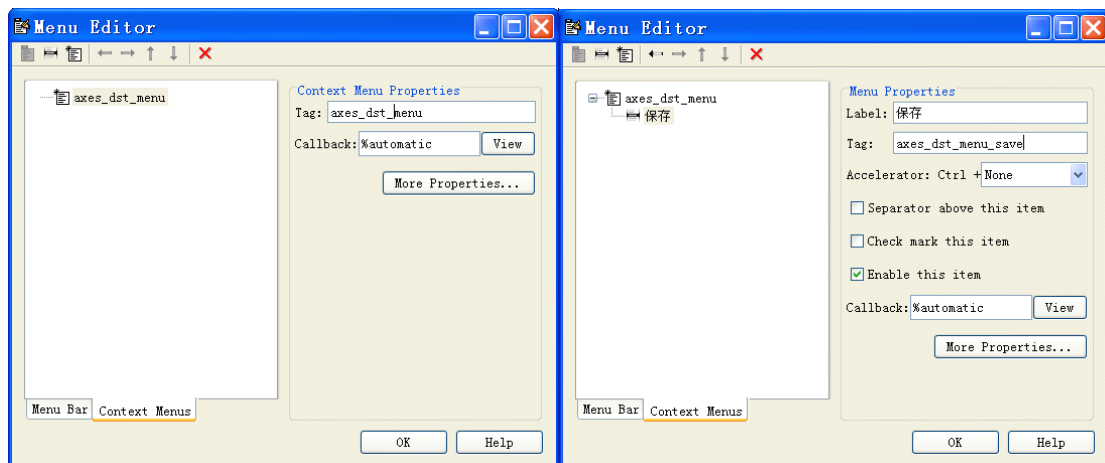 Menu Editor
axes_dst_menu
Context Menu Properties
Tag: axes_dst_menu
Callback: %automatic View
More Properties...
Menu Bar Context Menus
OK Help
Menu Editor
axes_dst_menu
保存
Menu Properties
Label: 保存
Tag: axes_dst_menu_save
Accelerator: Ctrl + None
Separator above this item
Check mark this item
Enable this item
Callback: %automatic View
More Properties...
Menu Bar Context Menus
OK Help